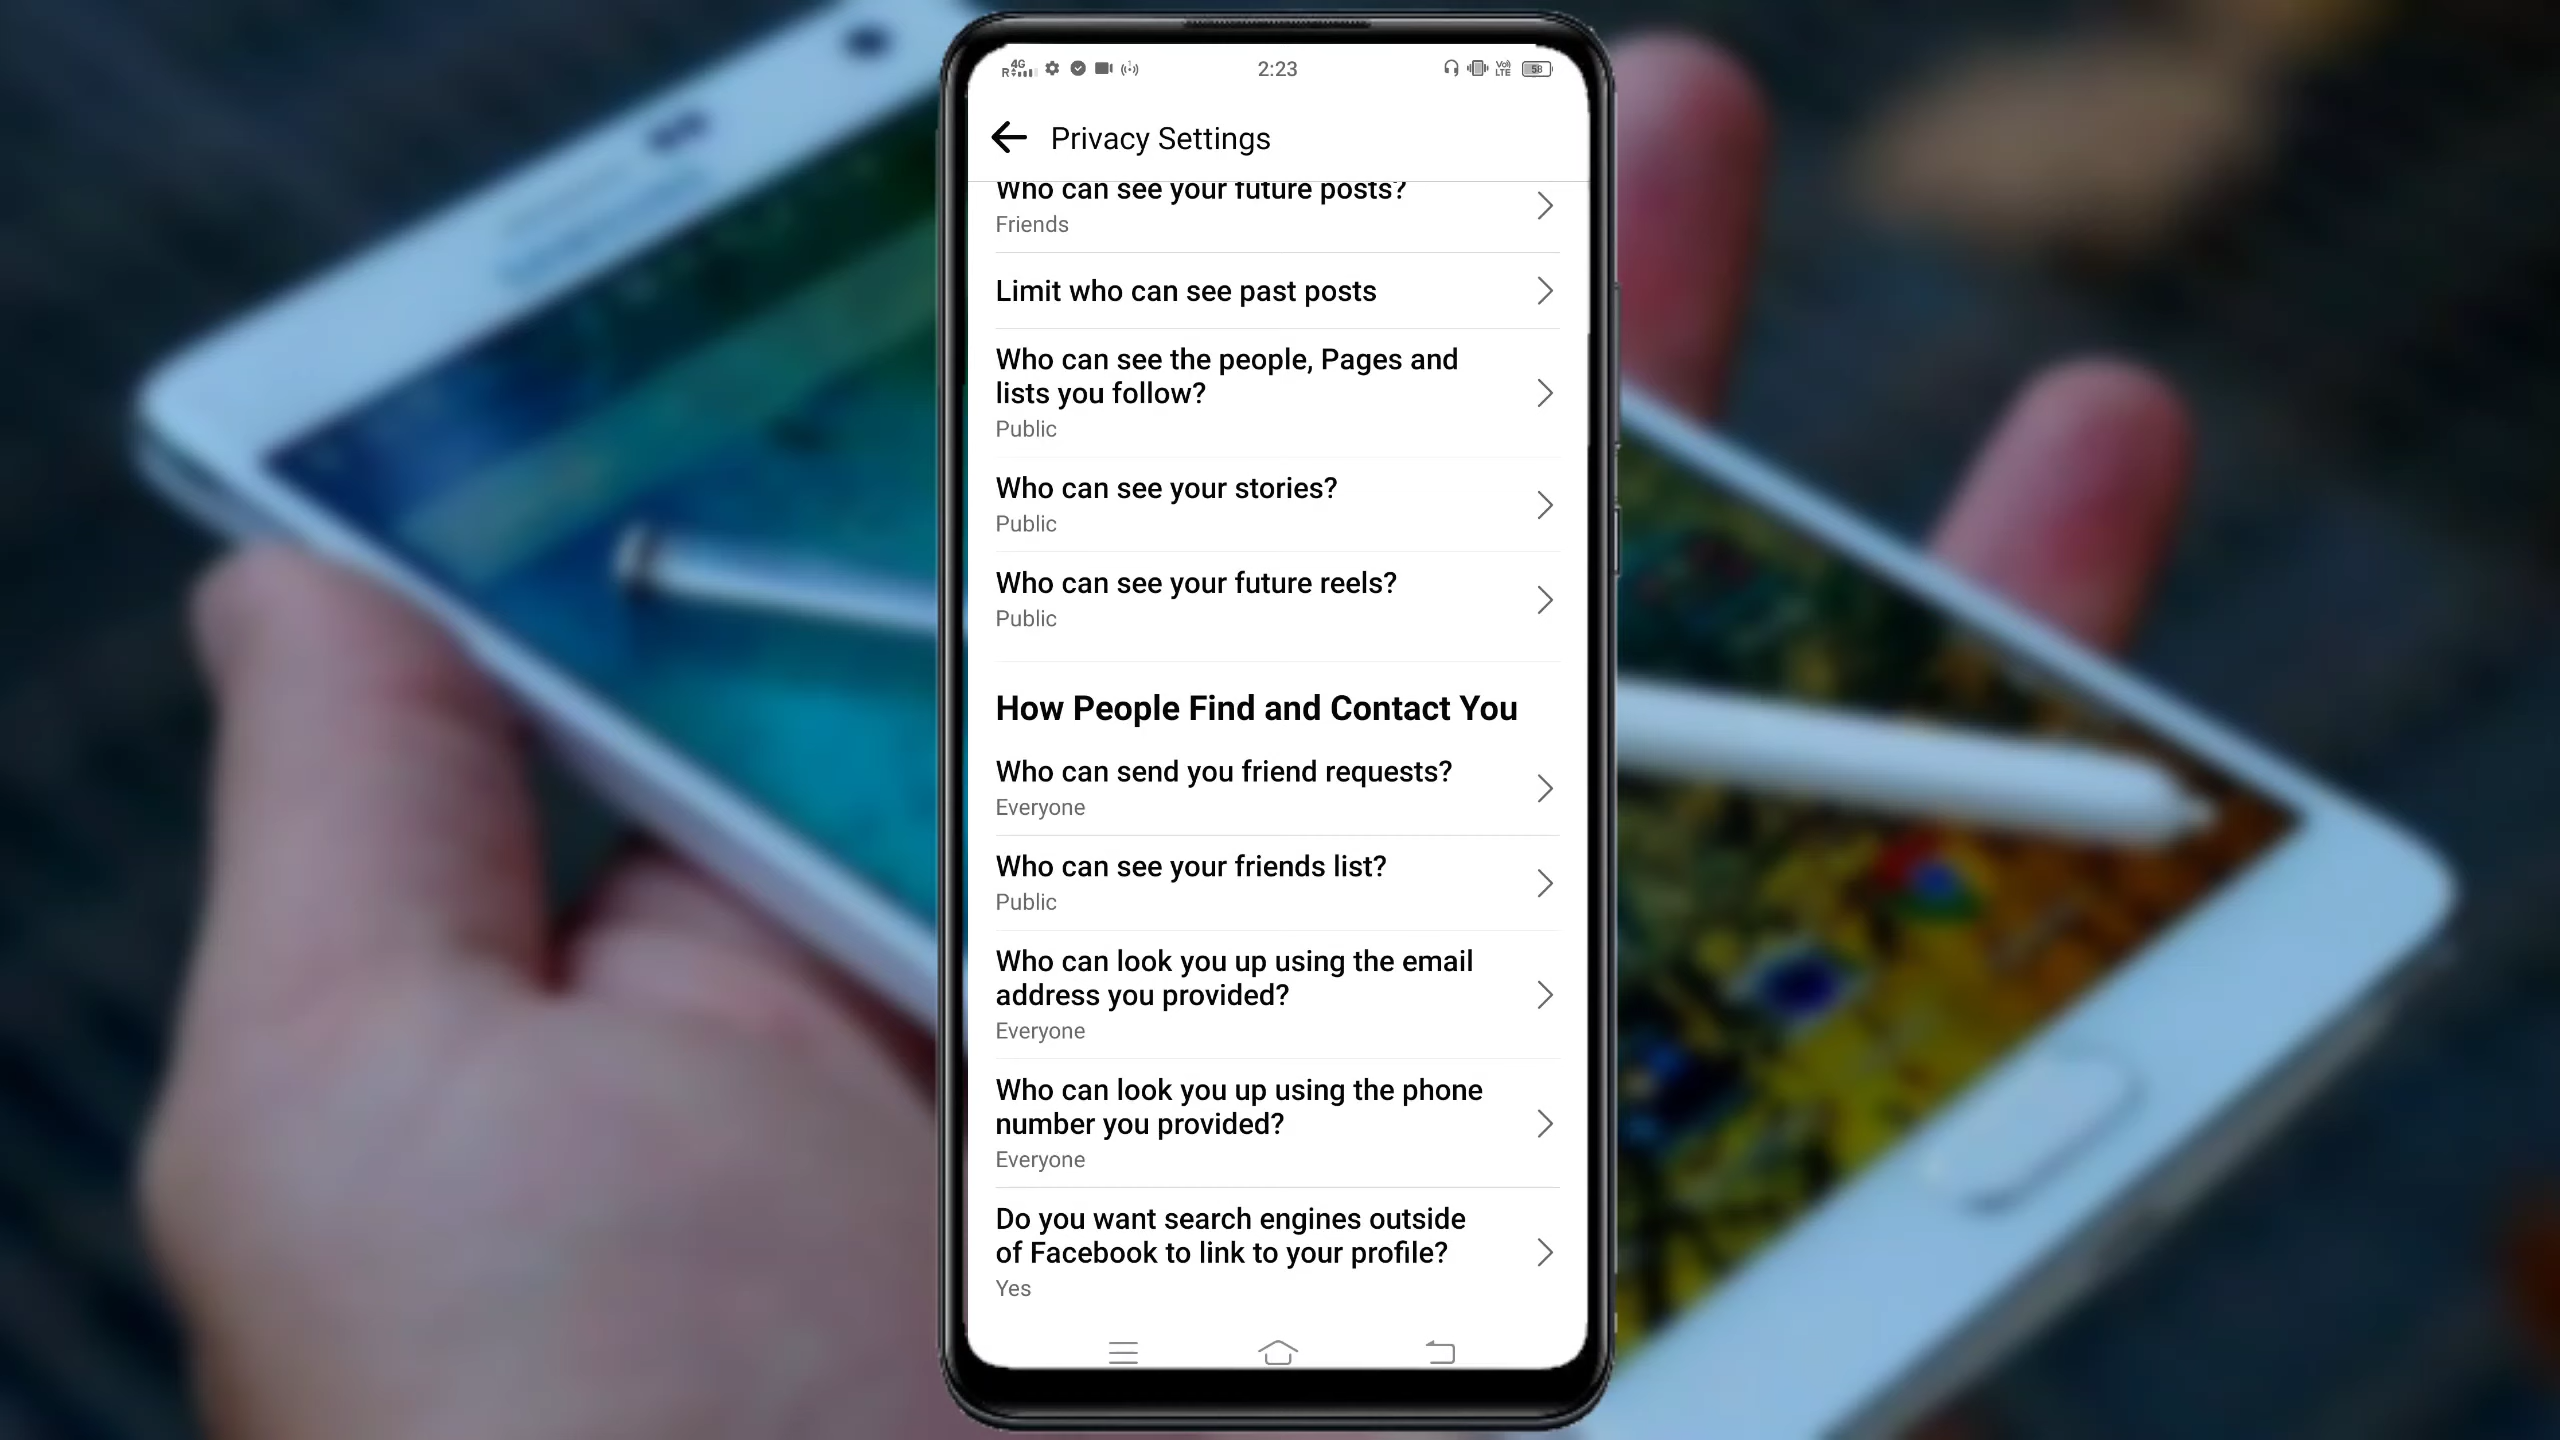 4G
R
2:23
Vo)
LTE
58
Privacy Settings
Who can see your future posts?
Friends
Limit who can see past posts
Who can see the people, Pages and
lists you follow?
Public
Who can see your stories?
Public
Who can see your future reels?
Public
How People Find and Contact You
Who can send you friend requests?
Everyone
Who can see your friends list?
Public
Who can look you up using the email
address you provided?
Everyone
Who can look you up using the phone
number you provided?
Everyone
Do you want search engines outside
of Facebook to link to your profile?
Yes